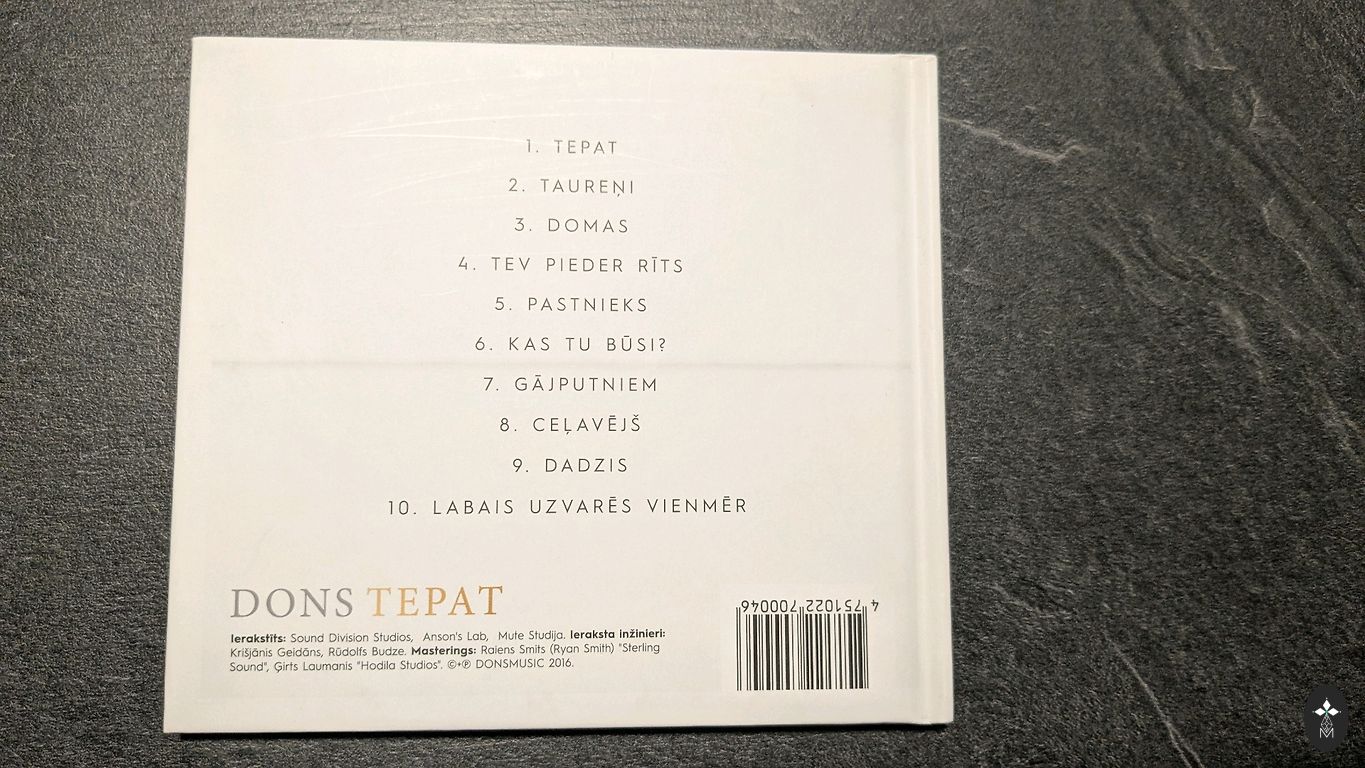 1. TEPAT
2. TAUREŅI
3. DOMAS
4. TEV PIEDER RĪTS
5. PASTNIEKS
6. KAS TU BŪSI?
7. GĀJPUTNIEM
8. CEĻAVĒJŠ
9. DADZIS
10. LABAIS UZVARĒS VIENMĒR
DONS TEPAT
Ierakstīts: Sound Division Studios, Anson's Lab, Mute Studija. Ieraksta inžinieri:
Krišjānis Geidāns, Rūdolfs Budze. Masterings: Raiens Smits (Ryan Smith) "Sterling
Sound", Ģirts Laumanis "Hodila Studios". ©+℗ DONSMUSIC 2016.
4 751022 700046
M